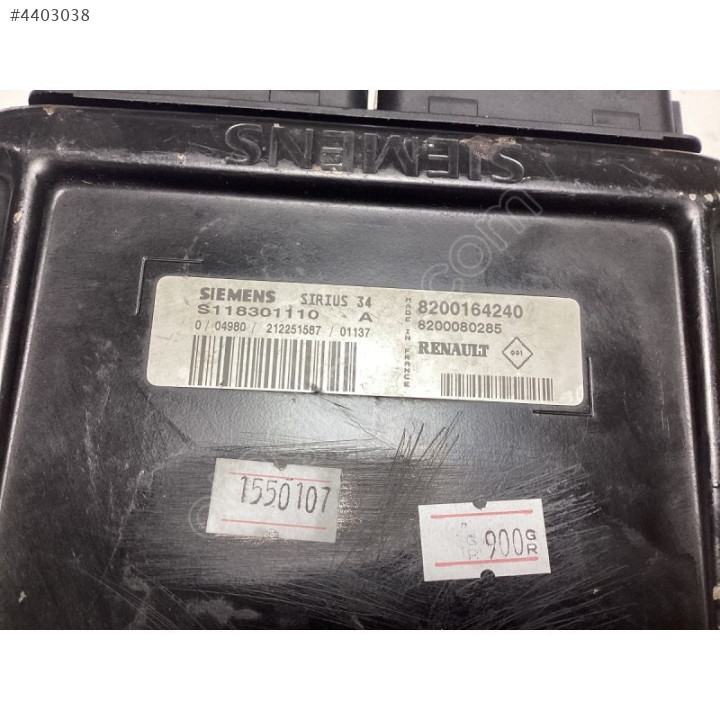 #4403038
SIEMENS
SIEMENS SIRIUS 34
S118301110 A
0 / 04980 / 212251587 / 01137
MADE IN FRANCE
8200164240
8200080285
RENAULT 001
1550107
900 GR